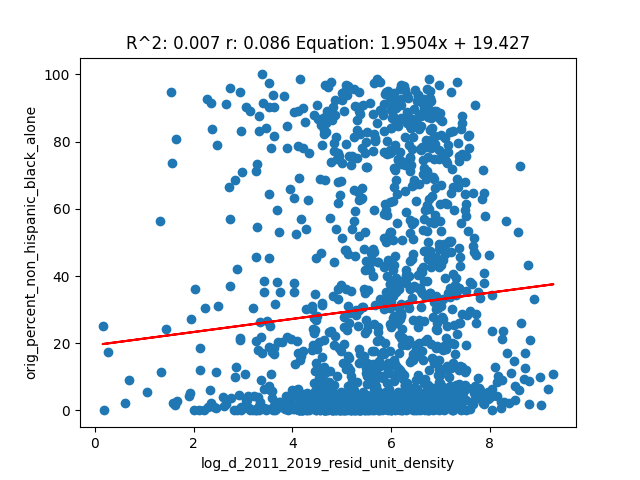 R^2: 0.007 r: 0.086 Equation: 1.9504x + 19.427
orig_percent_non_hispanic_black_alone
100
80
60
40
20
0
0 2 4 6 8
log_d_2011_2019_resid_unit_density